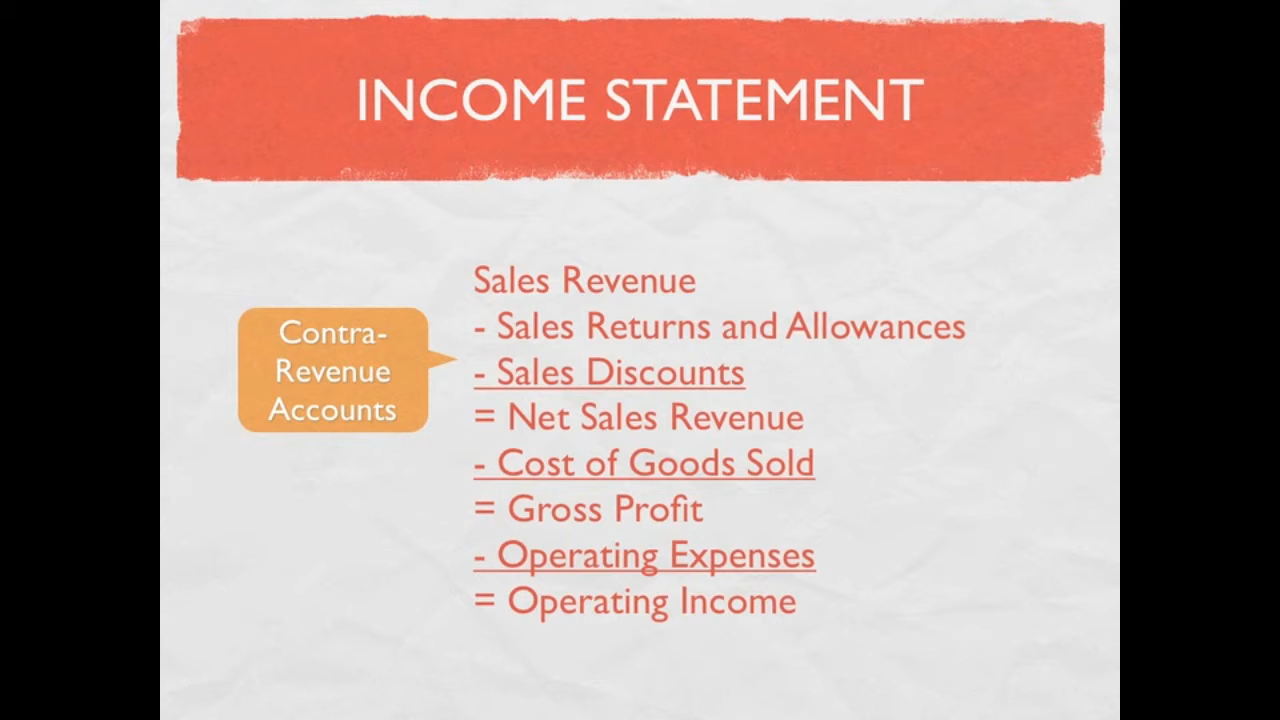 INCOME STATEMENT
Contra-
Revenue
Accounts
Sales Revenue
- Sales Returns and Allowances
- Sales Discounts
= Net Sales Revenue
- Cost of Goods Sold
= Gross Profit
- Operating Expenses
= Operating Income